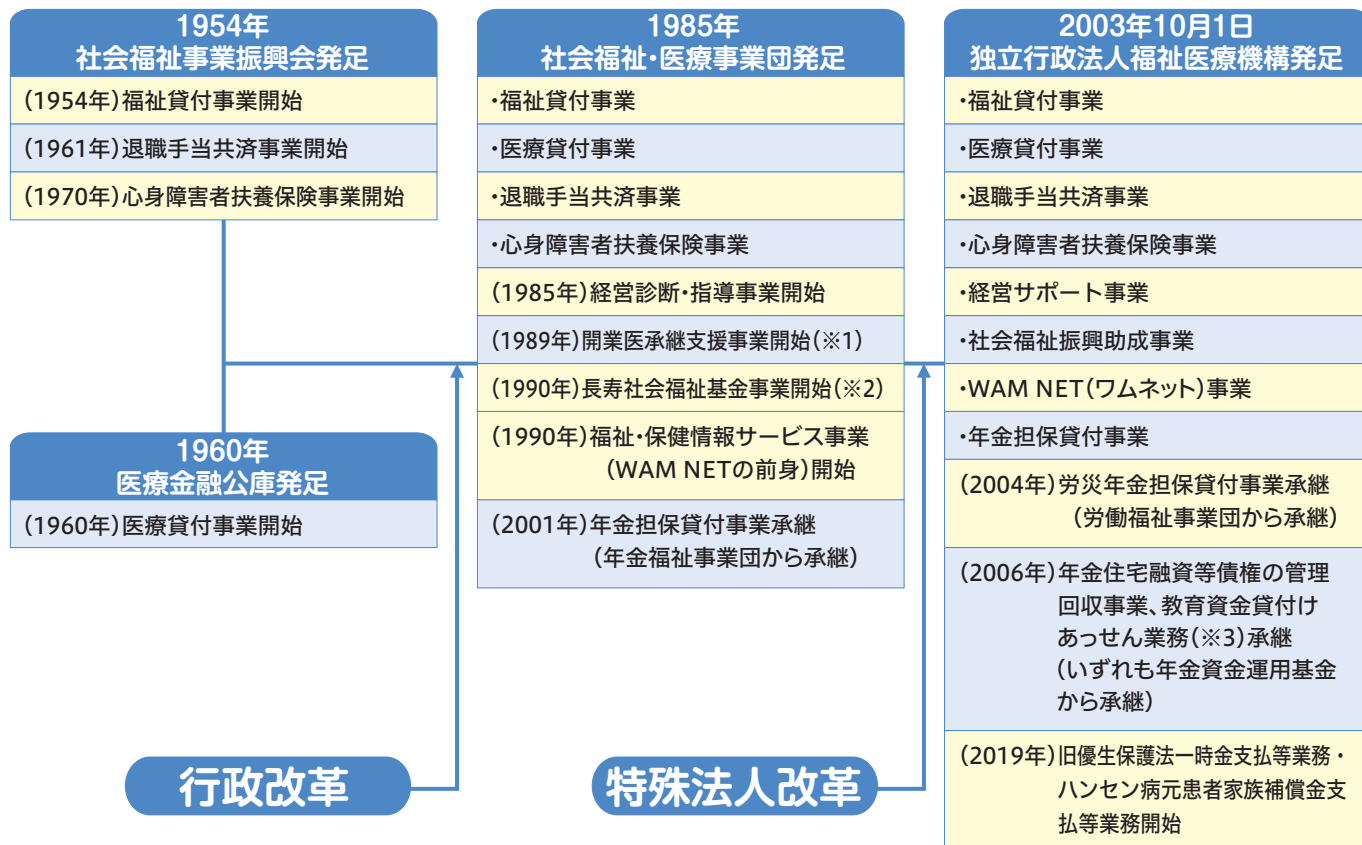 1954年
社会福祉事業振興会発足
(1954年)福祉貸付事業開始
(1961年)退職手当共済事業開始
(1970年)心身障害者扶養保険事業開始
1960年
医療金融公庫発足
(1960年)医療貸付事業開始
行政改革
1985年
社会福祉・医療事業団発足
・福祉貸付事業
・医療貸付事業
・退職手当共済事業
・心身障害者扶養保険事業
(1985年)経営診断・指導事業開始
(1989年)開業医承継支援事業開始(※1)
(1990年)長寿社会福祉基金事業開始(※2)
(1990年)福祉・保健情報サービス事業
(WAM NETの前身)開始
(2001年)年金担保貸付事業承継
(年金福祉事業団から承継)
特殊法人改革
2003年10月1日
独立行政法人福祉医療機構発足
・福祉貸付事業
・医療貸付事業
・退職手当共済事業
・心身障害者扶養保険事業
・経営サポート事業
・社会福祉振興助成事業
・WAM NET(ワムネット)事業
・年金担保貸付事業
(2004年)労災年金担保貸付事業承継
(労働福祉事業団から承継)
(2006年)年金住宅融資等債権の管理
回収事業、教育資金貸付け
あっせん業務(※3)承継
(いずれも年金資金運用基金
から承継)
(2019年)旧優生保護法一時金支払等業務・
ハンセン病元患者家族補償金支
払等業務開始